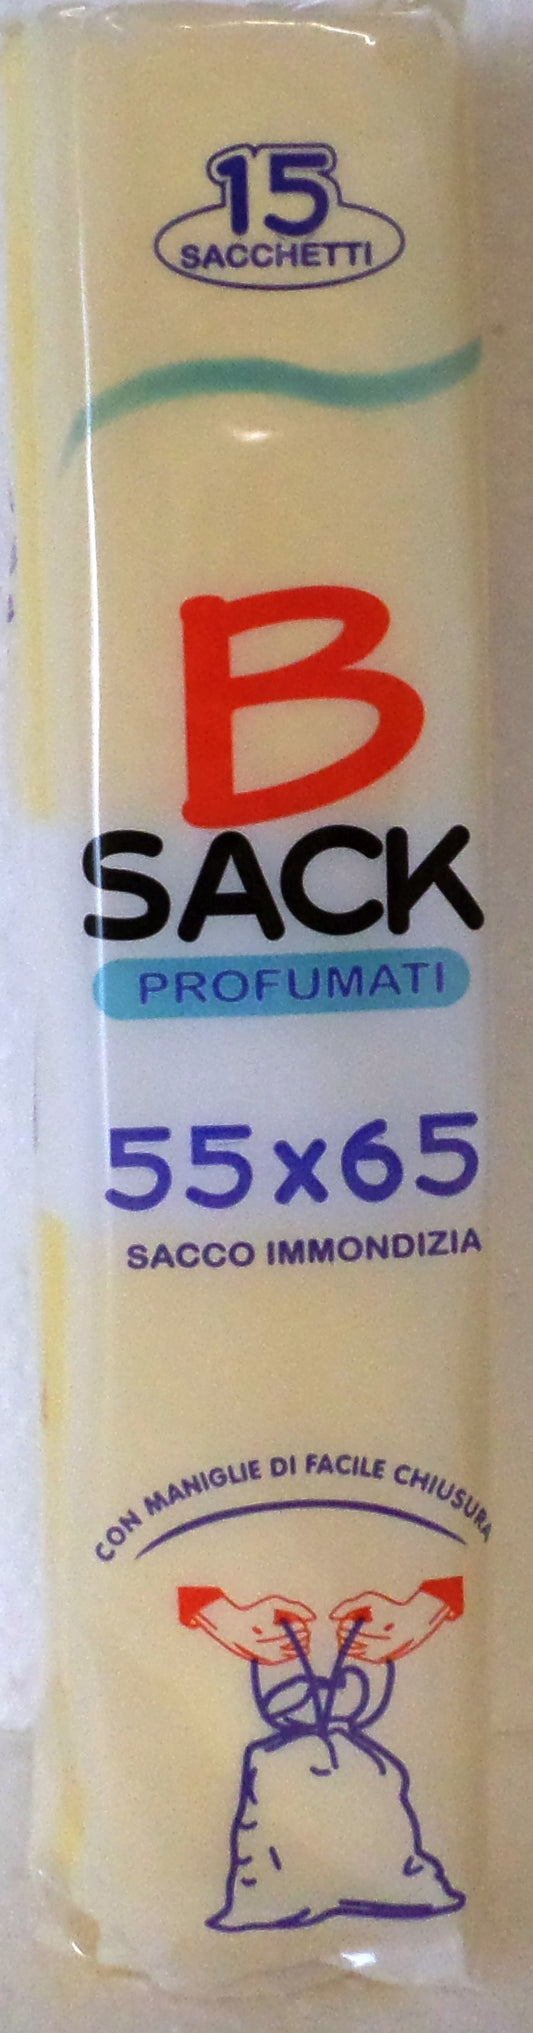 15
SACCHETTI
B
SACK
PROFUMATI
55x65
SACCO IMMONDIZIA
CON MANIGLIE DI FACILE CHIUSURA